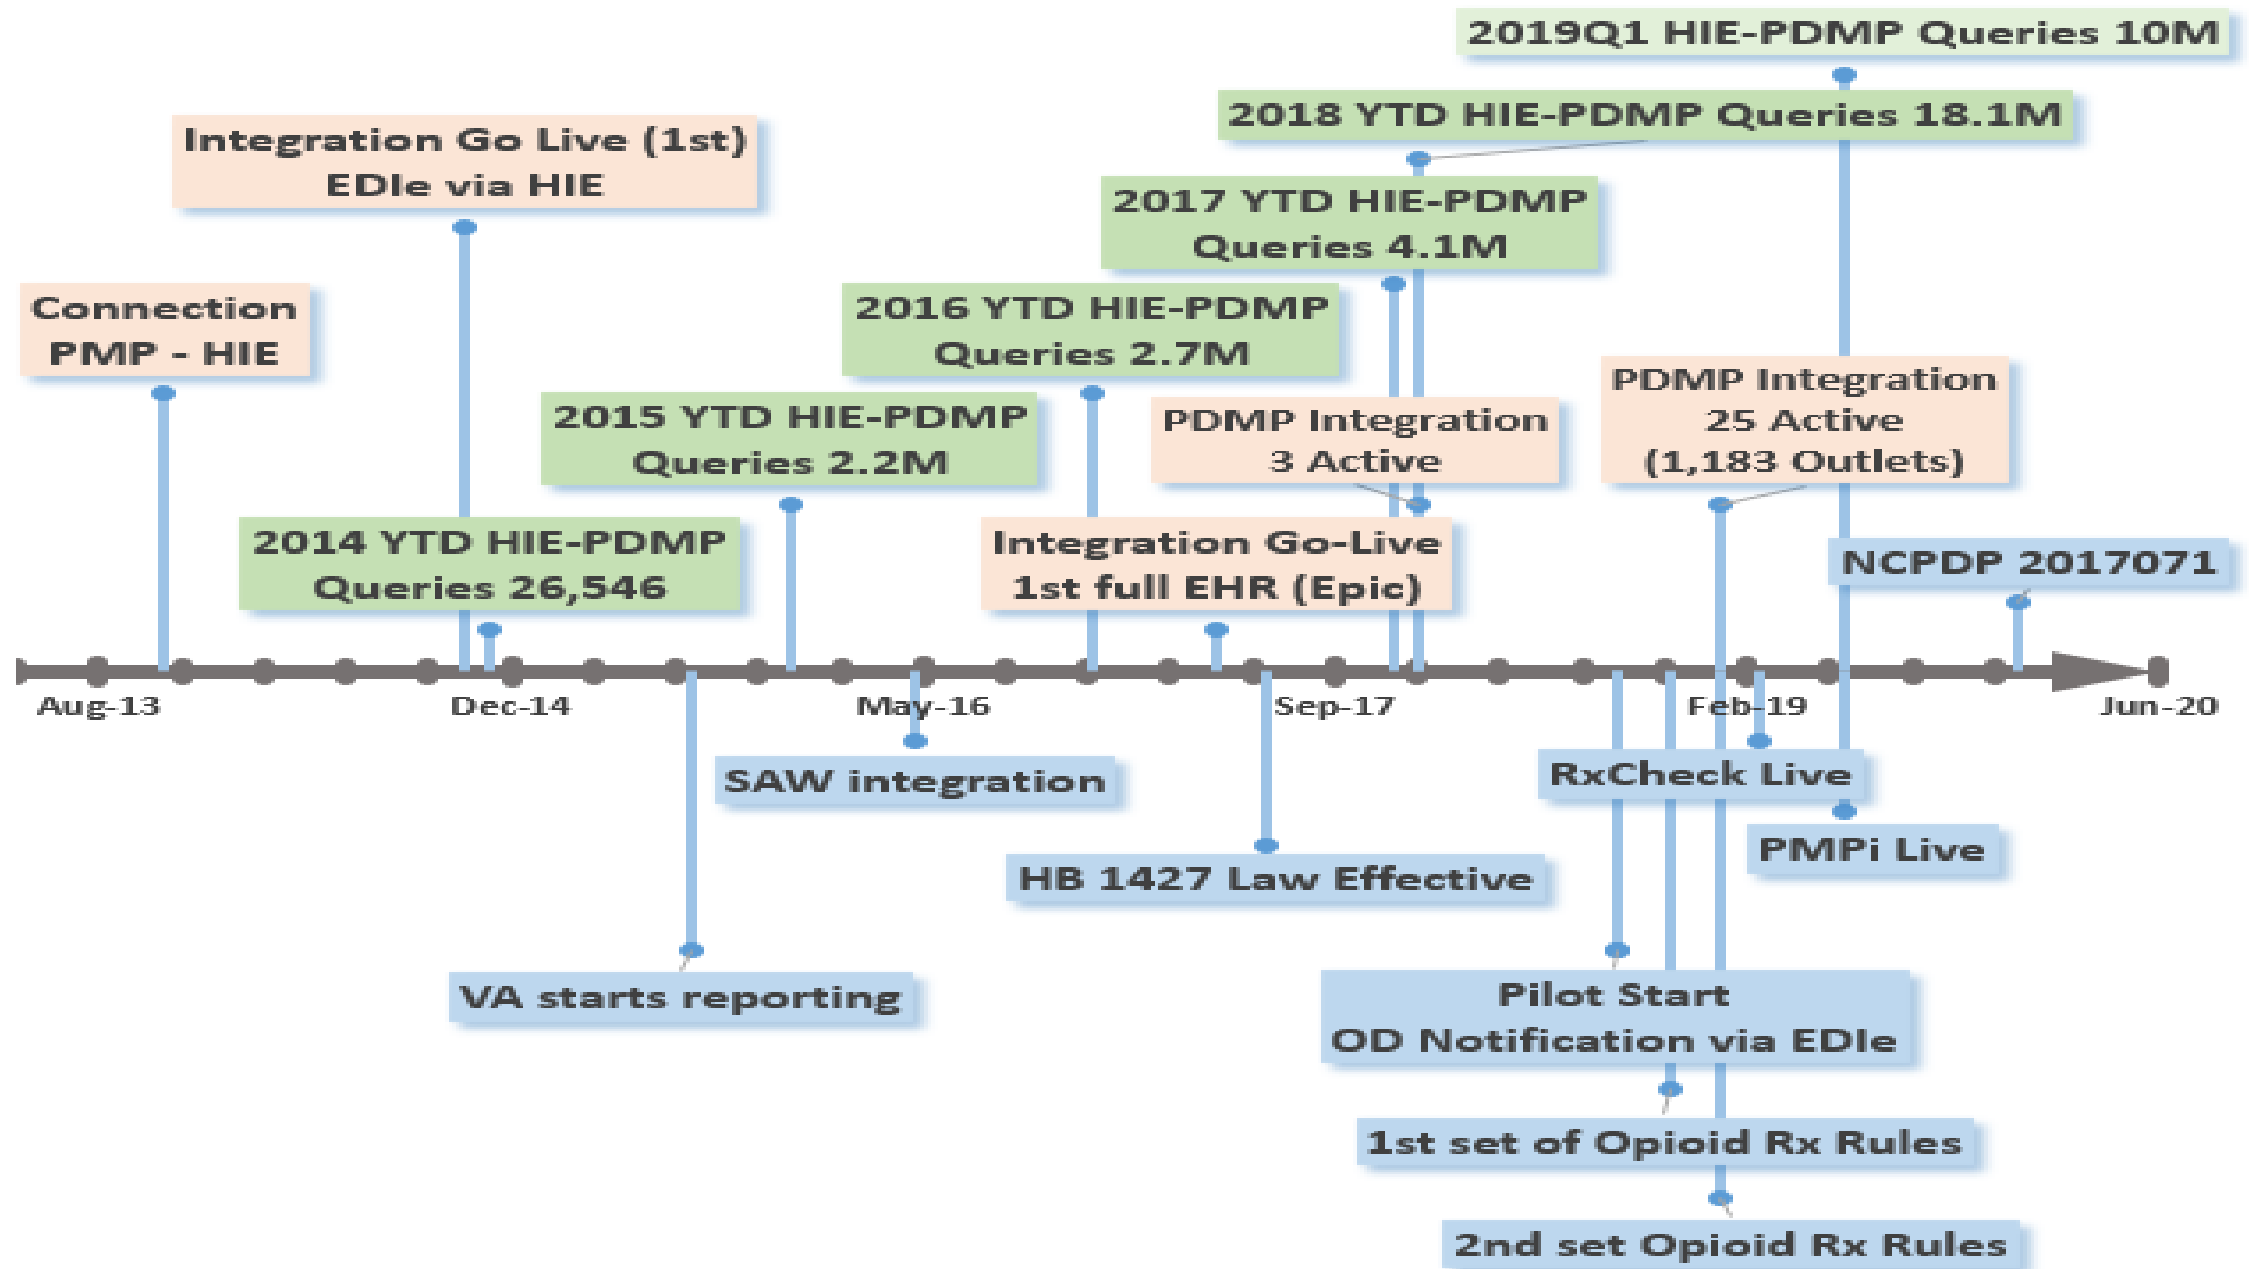 2019Q1 HIE-PDMP Queries 10M
2018 YTD HIE-PDMP Queries 18.1M
Integration Go Live (1st)
EDIe via HIE
2017 YTD HIE-PDMP
Queries 4.1M
Connection
PMP - HIE
2016 YTD HIE-PDMP
Queries 2.7M
PDMP Integration
25 Active
(1,183 Outlets)
2015 YTD HIE-PDMP
Queries 2.2M
PDMP Integration
3 Active
2014 YTD HIE-PDMP
Queries 26,546
Integration Go-Live
1st full EHR (Epic)
NCPDP 2017071
Aug-13
Dec-14
May-16
Sep-17
Feb-19
Jun-20
SAW integration
RxCheck Live
PMPi Live
HB 1427 Law Effective
VA starts reporting
Pilot Start
OD Notification via EDIe
1st set of Opioid Rx Rules
2nd set Opioid Rx Rules